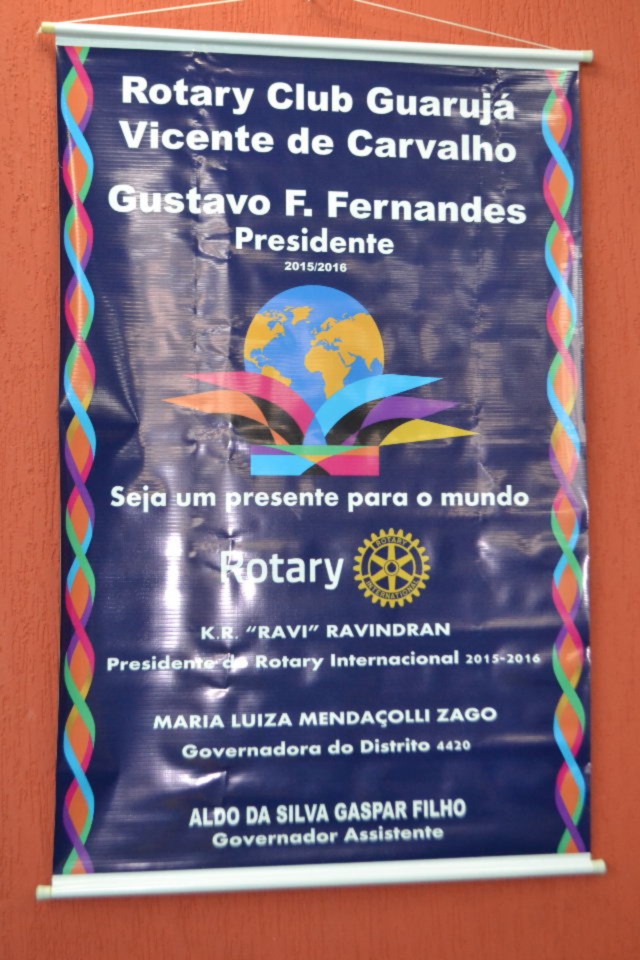 Rotary Club Guarujá
Vicente de Carvalho
Gustavo F. Fernandes
Presidente
2015/2016
Seja um presente para o mundo
Rotary
ROTARY
INTERNATIONAL
K.R. "RAVI" RAVINDRAN
Presidente do Rotary Internacional 2015-2016
MARIA LUIZA MENDAÇOLLI ZAGO
Governadora do Distrito 4420
ALDO DA SILVA GASPAR FILHO
Governador Assistente